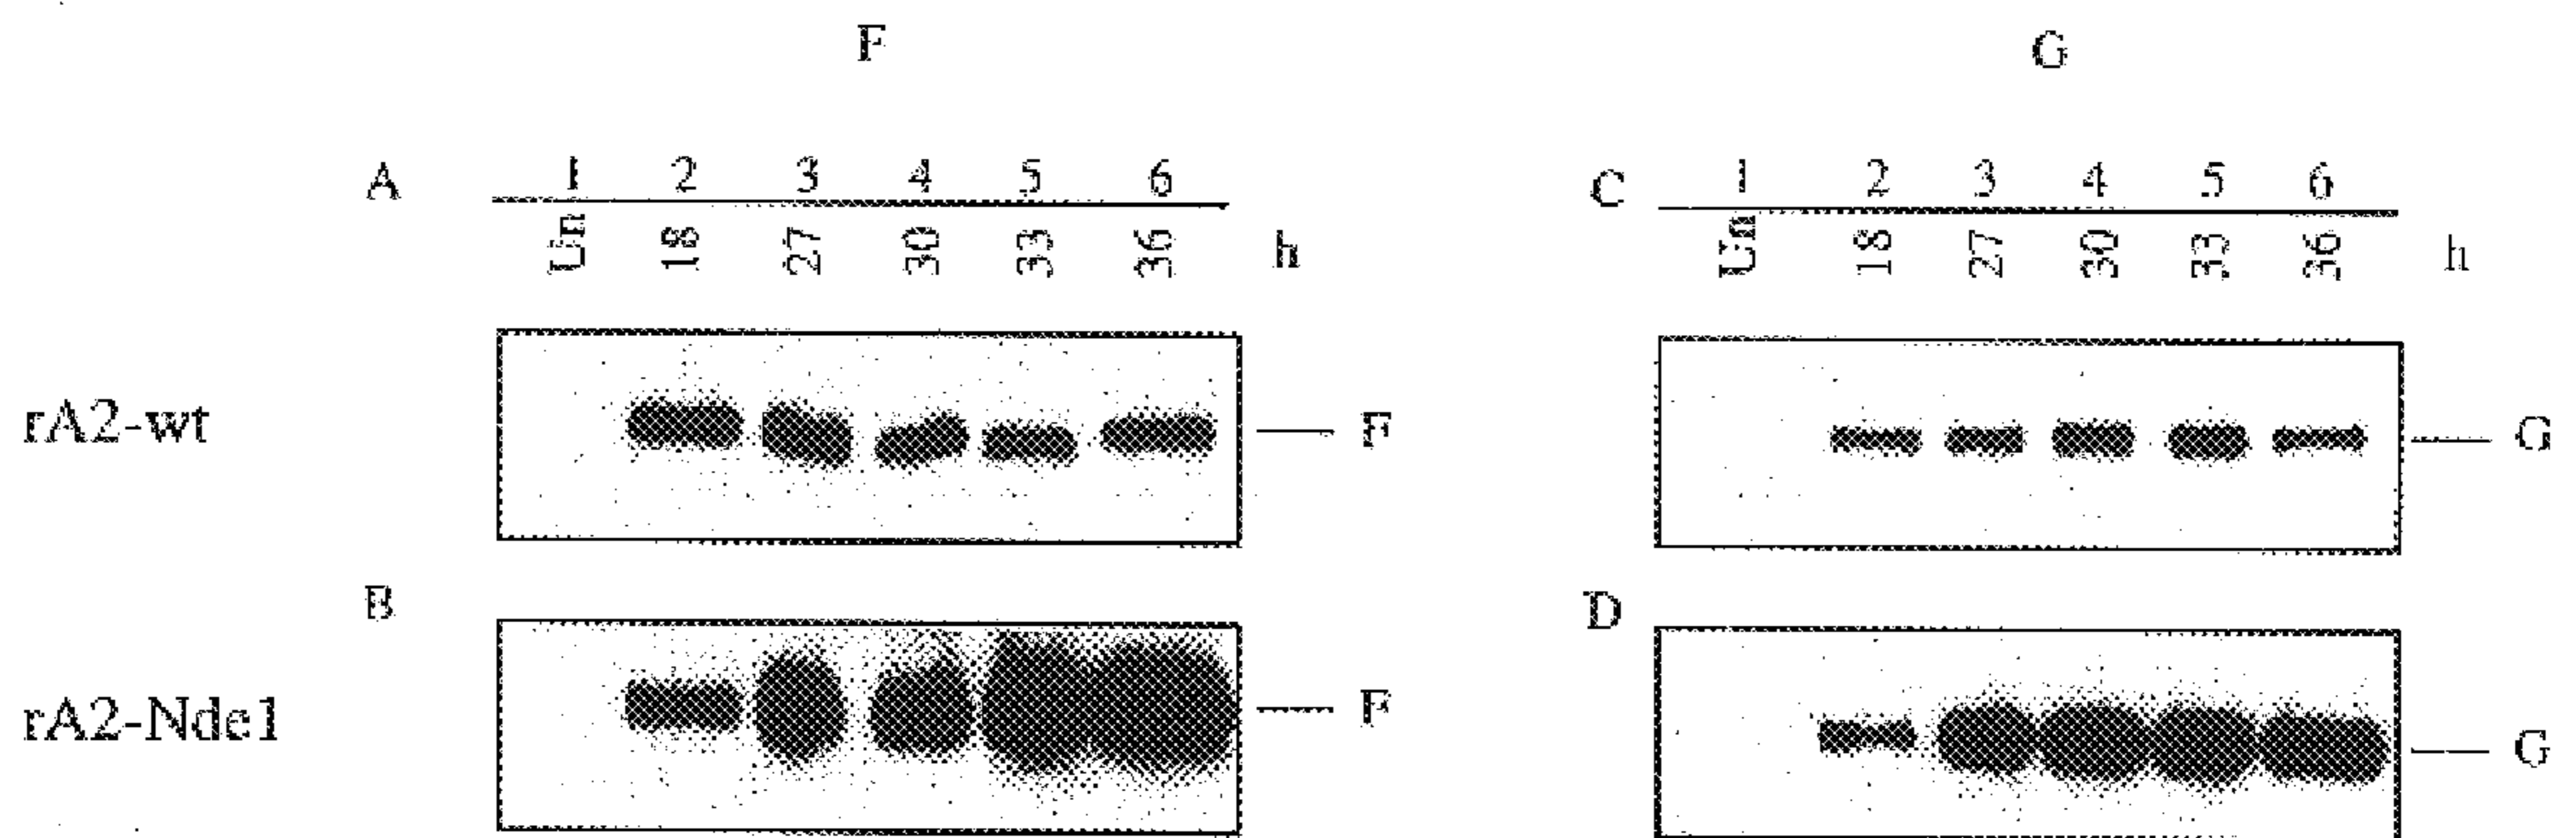 F G
A 1 2 3 4 5 6 C 1 2 3 4 5 6
Un 18 27 30 33 36 h Un 18 27 30 33 36 h
rA2-wt F G
B D
rA2-Nde1 F G